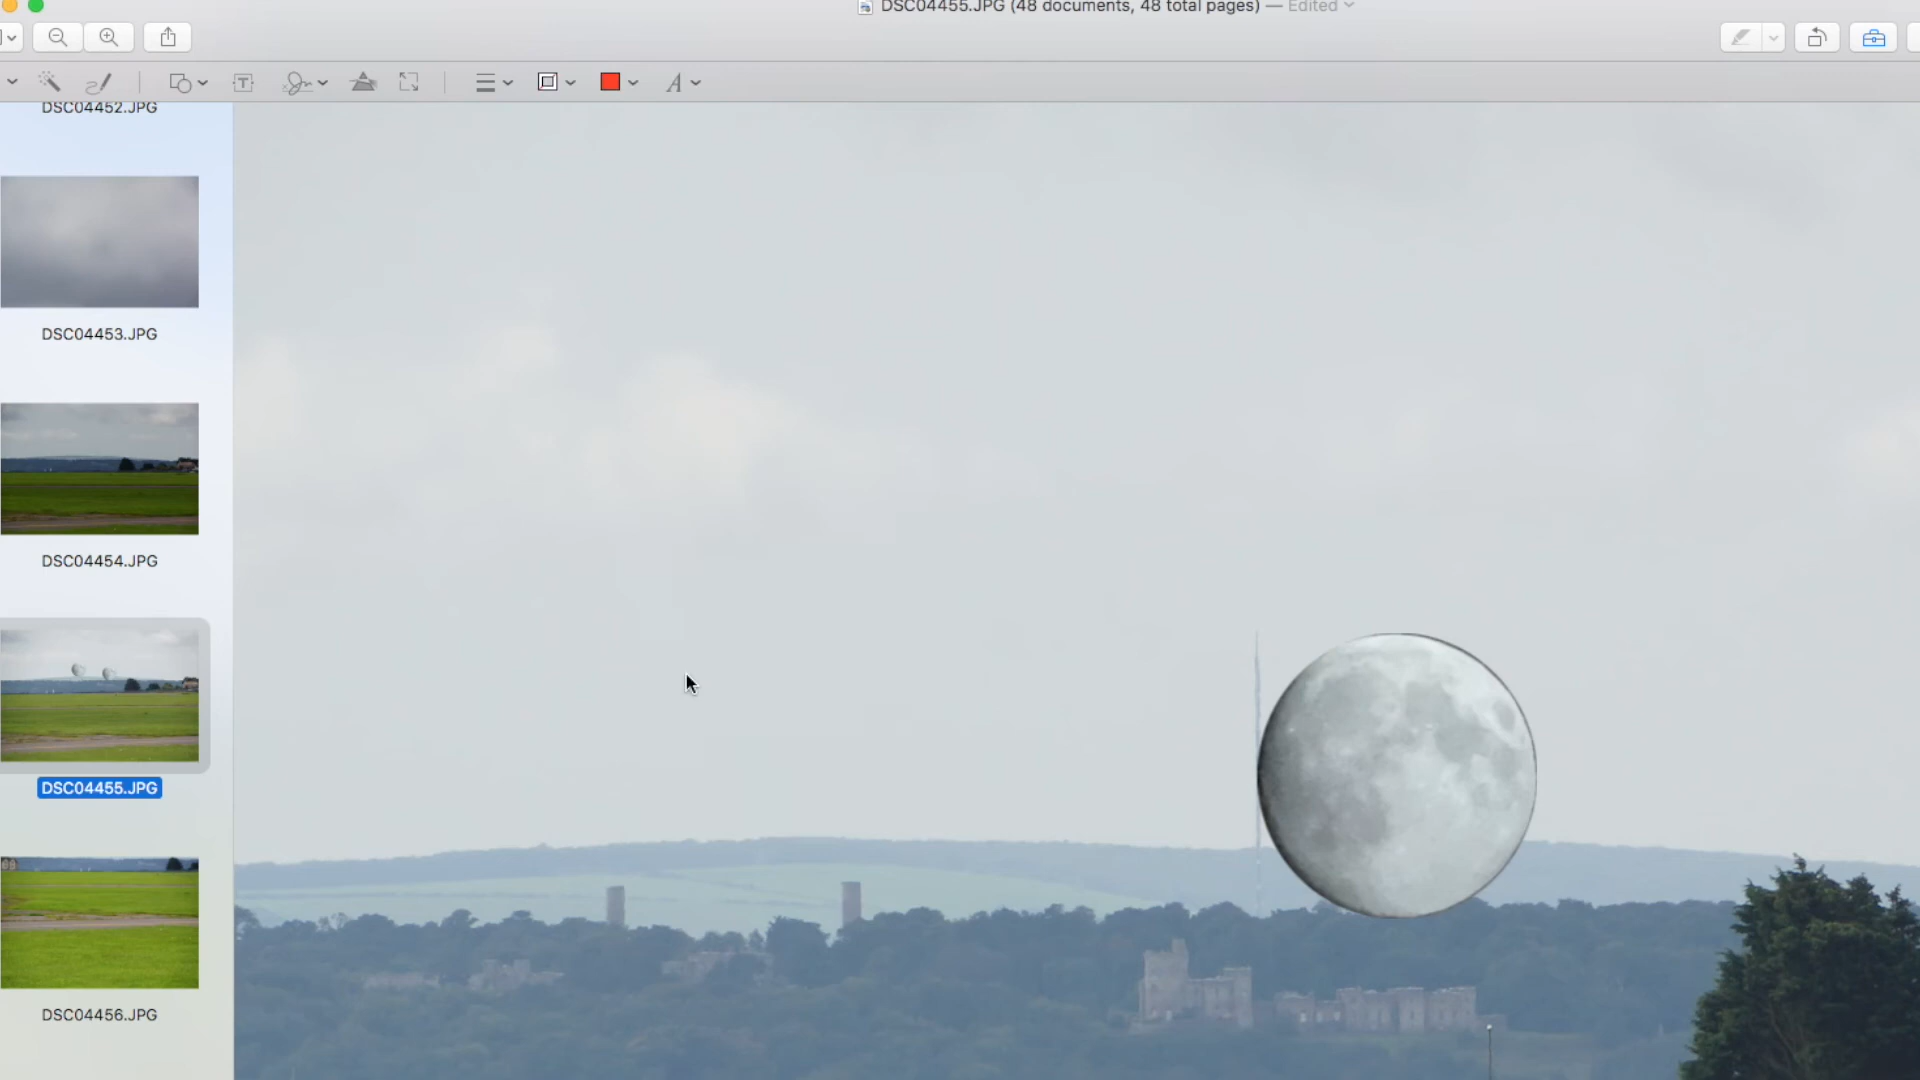 DSC04455.JPG (48 documents, 48 total pages) — Edited
DSC04452.JPG
DSC04453.JPG
DSC04454.JPG
DSC04455.JPG
DSC04456.JPG